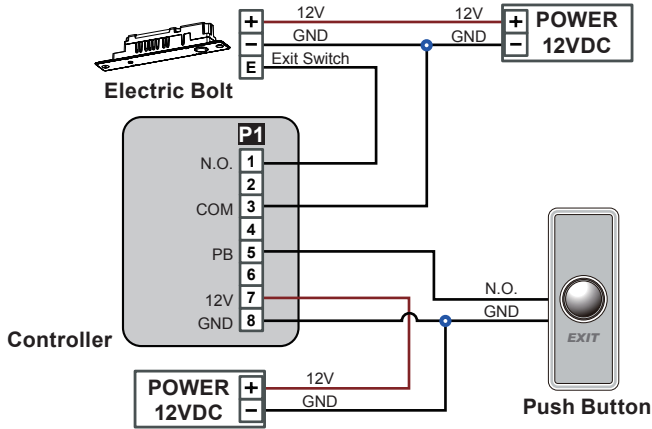 + 12V 12V + POWER
− GND GND − 12VDC
E Exit Switch
Electric Bolt
P1
N.O. 1
2
COM 3
4
PB 5
6
12V 7
GND 8
Controller
N.O.
GND
EXIT
Push Button
POWER + 12V
12VDC − GND